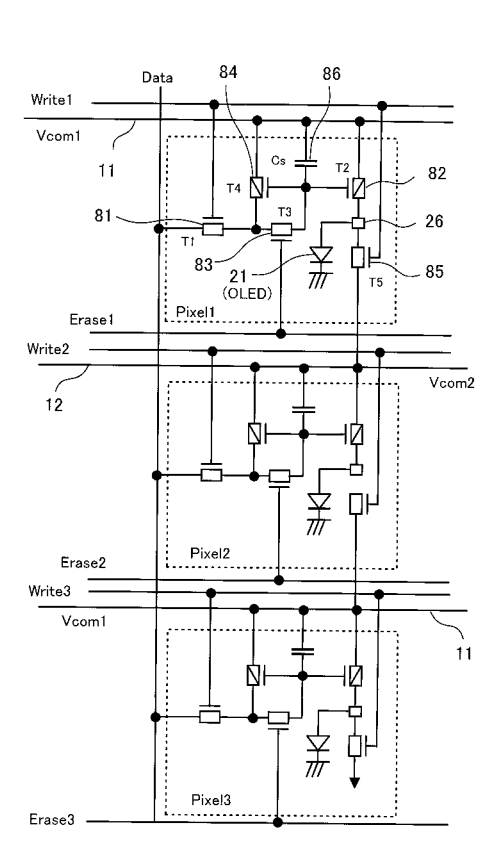 Data
84
86
Write1
Vcom1
11
Cs
T2
82
T4
T3
81
26
T1
83
21
(OLED)
T5
85
Pixel1
Erase1
Write2
12
Vcom2
Pixel2
Erase2
Write3
Vcom1
11
Pixel3
Erase3